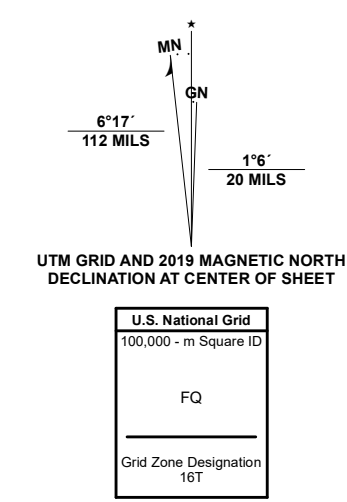 ★
MN
GN
6°17´
112 MILS
1°6´
20 MILS
UTM GRID AND 2019 MAGNETIC NORTH
DECLINATION AT CENTER OF SHEET
U.S. National Grid
100,000 - m Square ID
FQ
Grid Zone Designation
16T